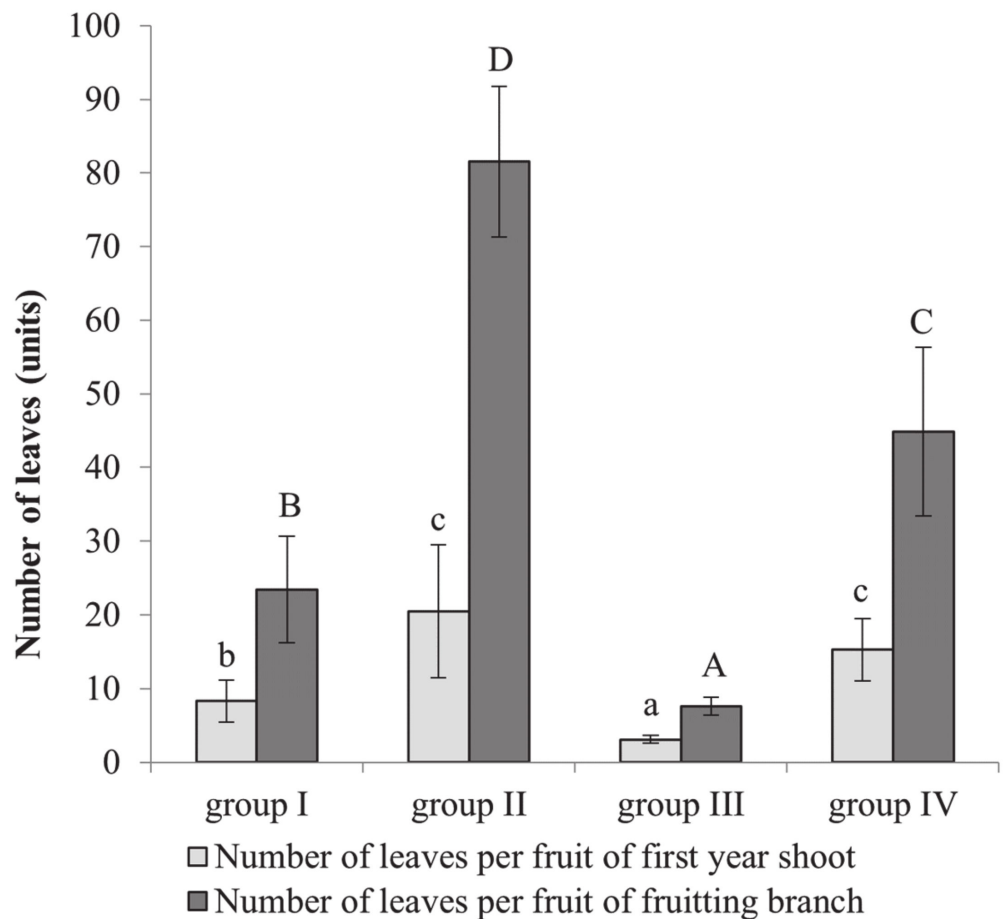 100
90
80
70
60
50
40
30
20
10
0
Number of leaves (units)
b
B
c
D
a
A
c
C
group I
group II
group III
group IV
Number of leaves per fruit of first year shoot
Number of leaves per fruit of fruitting branch